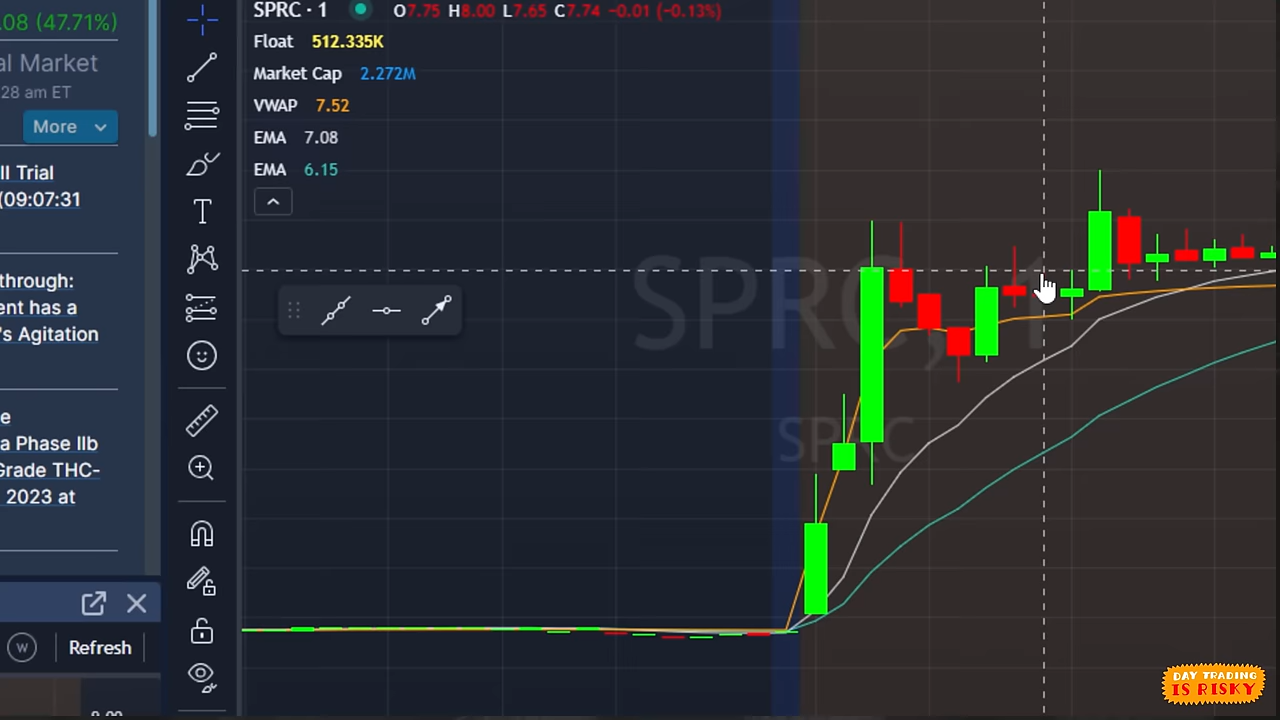 .08 (47.71%)
al Market
28 am ET
More
ll Trial
(09:07:31
through:
ent has a
's Agitation
e
a Phase IIb
Grade THC-
2023 at
W
Refresh
SPRC · 1 O7.75 H8.00 L7.65 C7.74 -0.01 (-0.13%)
Float 512.335K
Market Cap 2.272M
VWAP 7.52
EMA 7.08
EMA 6.15
T
SPRC, 1
SPRC
DAY TRADING
IS RISKY